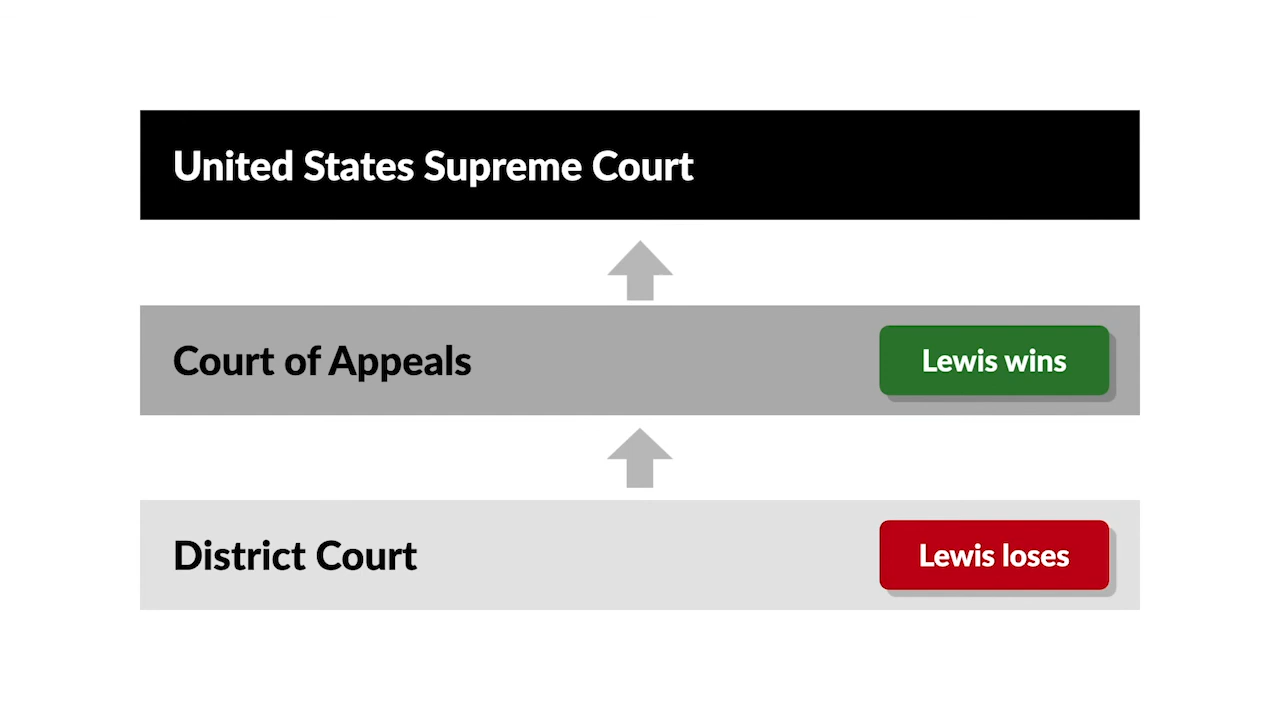 United States Supreme Court
Court of Appeals
Lewis wins
District Court
Lewis loses